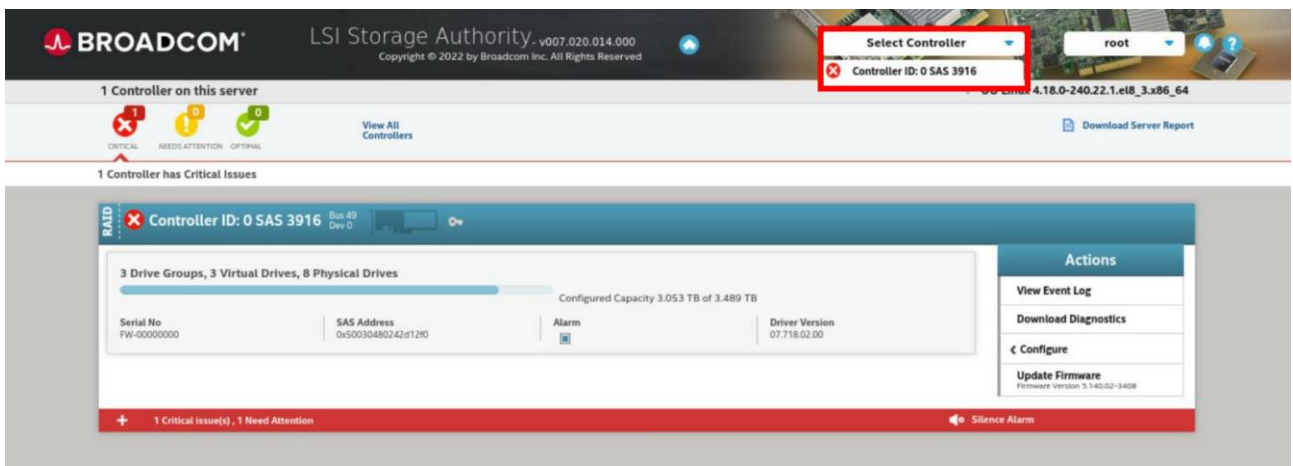 BROADCOM
LSI Storage Authority. v007.020.014.000
Copyright © 2022 by Broadcom Inc. All Rights Reserved
Select Controller
root
?
Controller ID: 0 SAS 3916
1 Controller on this server
Linux 4.18.0-240.22.1.el8_3.x86_64
1
0
0
CRITICAL
NEEDS ATTENTION
OPTIMAL
View All
Controllers
Download Server Report
1 Controller has Critical Issues
RAID
Controller ID: 0 SAS 3916
Bus 49
Dev 0
3 Drive Groups, 3 Virtual Drives, 8 Physical Drives
Configured Capacity 3.053 TB of 3.489 TB
Serial No
FW-00000000
SAS Address
0x50030480242d12f0
Alarm
Driver Version
07.718.02.00
Actions
View Event Log
Download Diagnostics
Configure
Update Firmware
Firmware Version 5.140.02-3408
+ 1 Critical issue(s) , 1 Need Attention
Silence Alarm